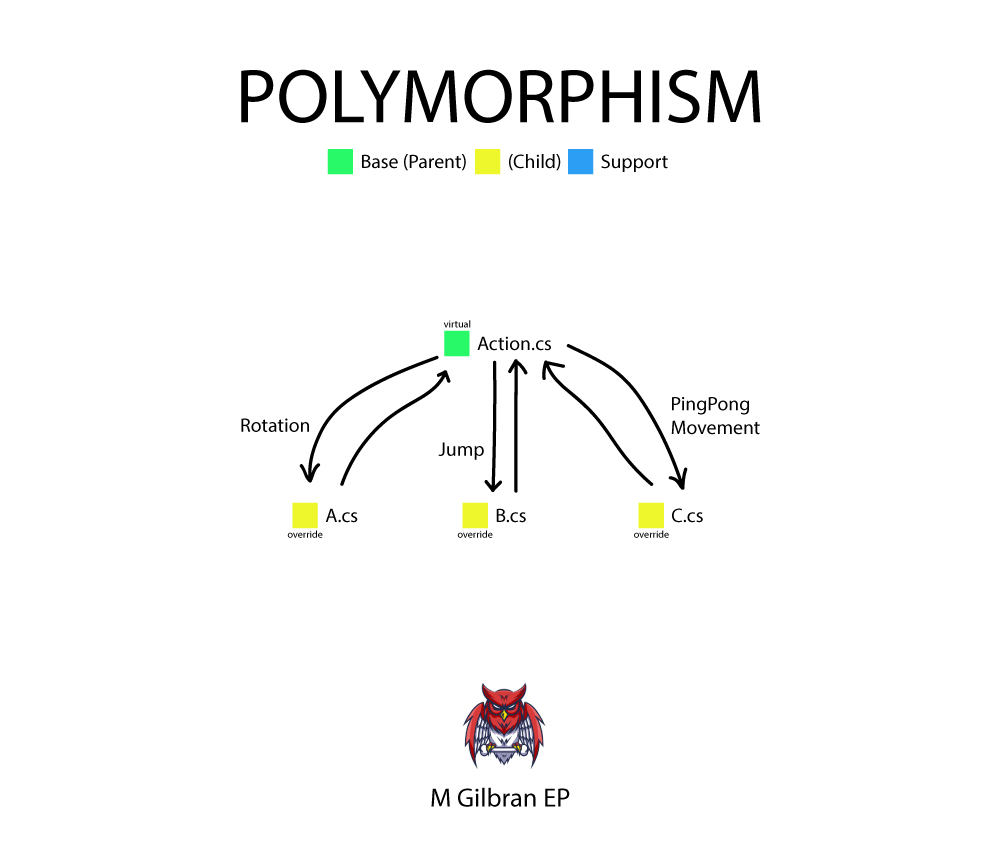 POLYMORPHISM
Base (Parent) (Child) Support
virtual
Action.cs
Rotation
Jump
PingPong
Movement
A.cs
override
B.cs
override
C.cs
override
M Gilbran EP